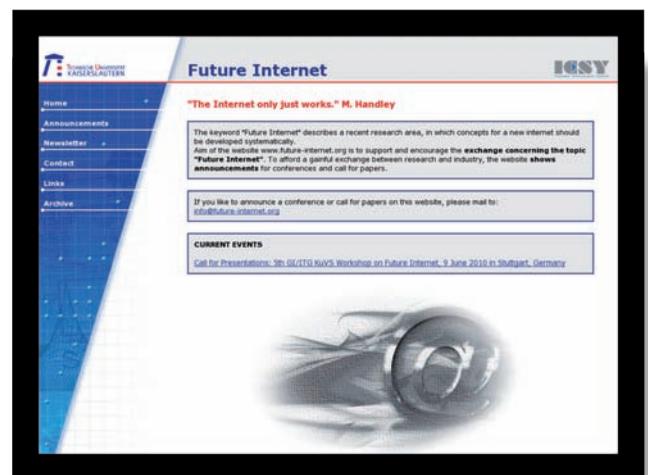 TECHNISCHE UNIVERSITÄT
KAISERSLAUTERN
Future Internet
ICSY
Home
Announcements
Newsletter
Contact
Links
Archive
"The Internet only just works." M. Handley
The keyword "Future Internet" describes a recent research area, in which concepts for a new internet should
be developed systematically.
Aim of the website www.future-internet.org is to support and encourage the exchange concerning the topic
"Future Internet". To afford a gainful exchange between research and industry, the website shows
announcements for conferences and call for papers.
If you like to announce a conference or call for papers on this website, please mail to:
info@future-internet.org
CURRENT EVENTS
Call for Presentations: 5th GI/ITG KuVS Workshop on Future Internet, 9 June 2010 in Stuttgart, Germany